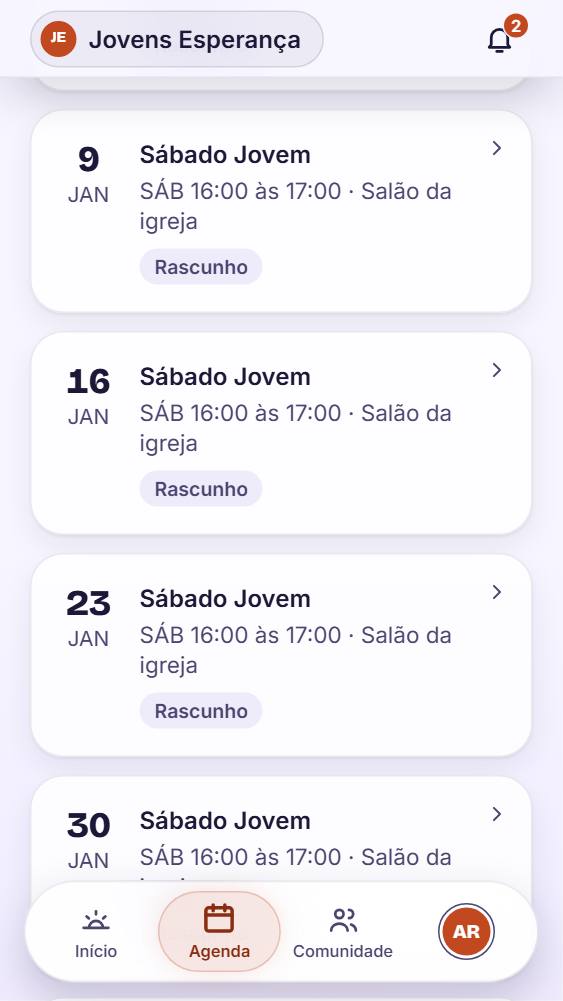 JE
Jovens Esperança
2
9
JAN
Sábado Jovem
SÁB 16:00 às 17:00 · Salão da
igreja
Rascunho
16
JAN
Sábado Jovem
SÁB 16:00 às 17:00 · Salão da
igreja
Rascunho
23
JAN
Sábado Jovem
SÁB 16:00 às 17:00 · Salão da
igreja
Rascunho
30
JAN
Sábado Jovem
SÁB 16:00 às 17:00 · Salão da
Início
Agenda
Comunidade
AR